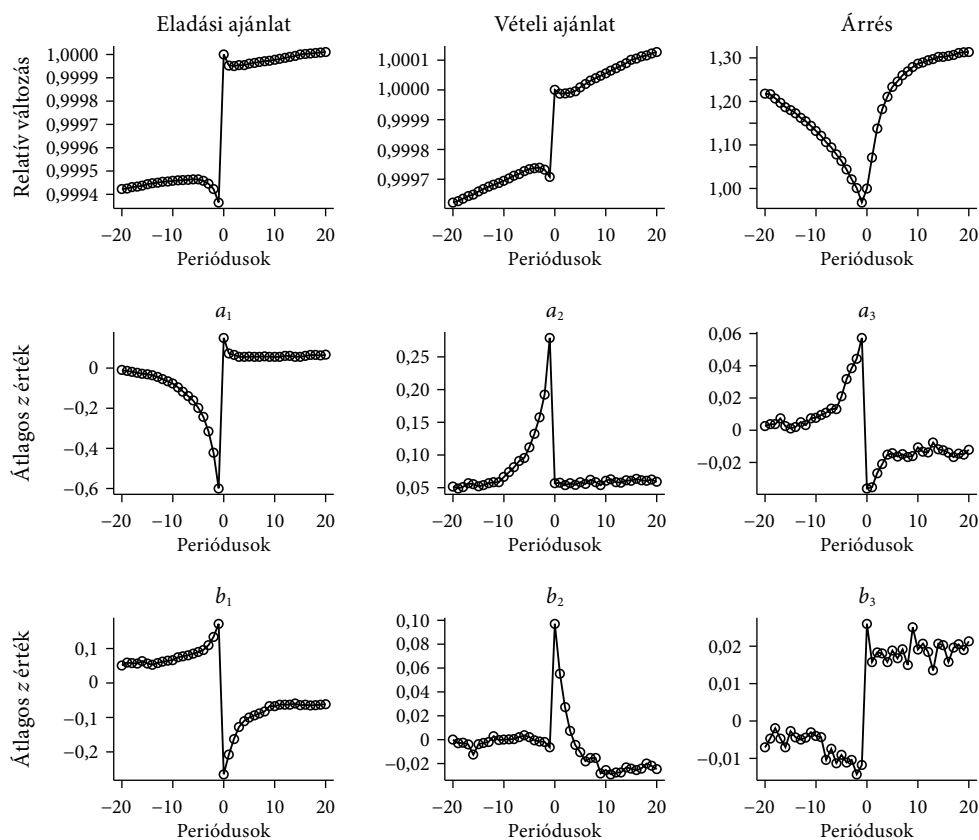 Eladási ajánlat
Vételi ajánlat
Árrés
Relatív változás
1,0000
0,9999
0,9998
0,9997
0,9996
0,9995
0,9994
−20 −10 0 10 20
Periódusok
1,0001
1,0000
0,9999
0,9998
0,9997
−20 −10 0 10 20
Periódusok
1,30
1,20
1,10
1,00
−20 −10 0 10 20
Periódusok
a1
a2
a3
Átlagos z érték
0
−0,2
−0,4
−0,6
−20 −10 0 10 20
Periódusok
0,25
0,20
0,15
0,10
0,05
−20 −10 0 10 20
Periódusok
0,06
0,04
0,02
0
−0,02
−20 −10 0 10 20
Periódusok
b1
b2
b3
Átlagos z érték
0,1
0
−0,1
−0,2
−20 −10 0 10 20
Periódusok
0,10
0,08
0,06
0,04
0,02
0
−0,02
−20 −10 0 10 20
Periódusok
0,02
0,01
0
−0,01
−20 −10 0 10 20
Periódusok